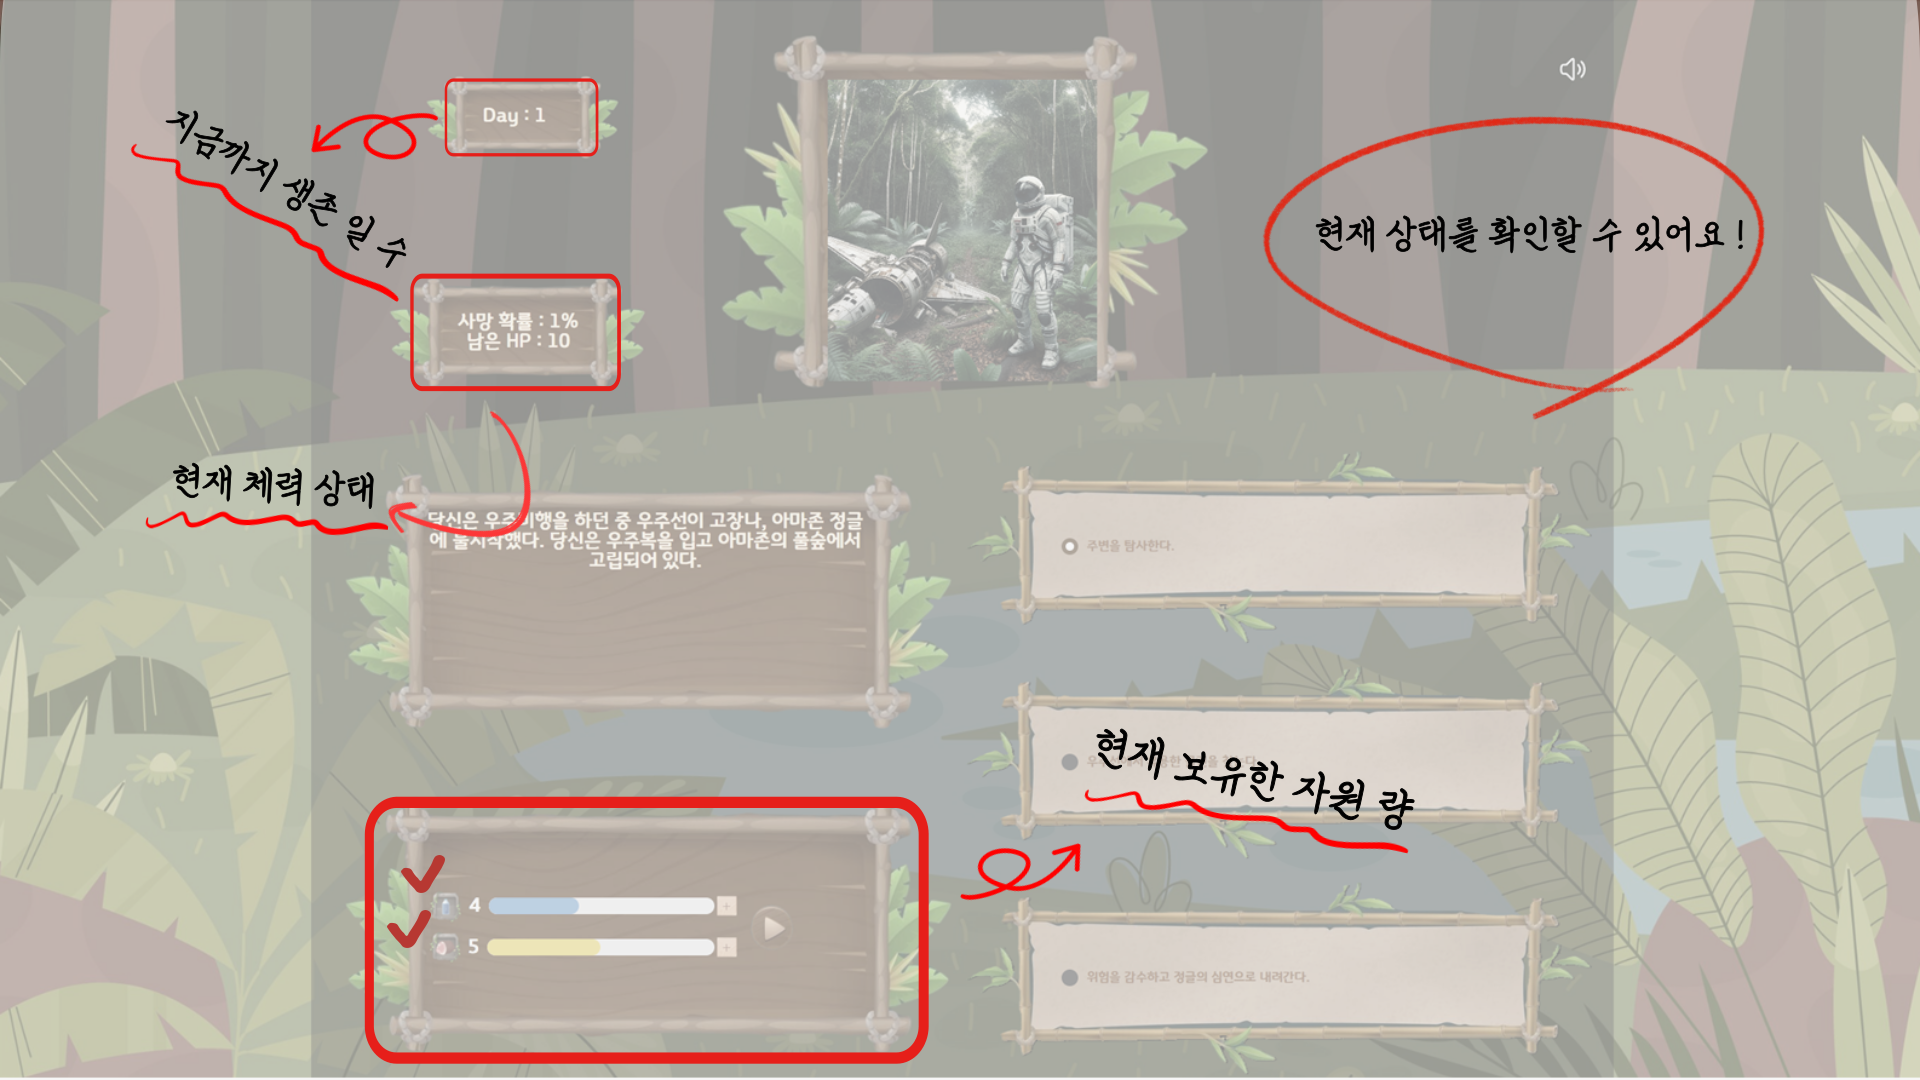 Day : 1
지금까지 생존 일 수
현재 상태를 확인할 수 있어요 !
사망 확률 : 1%
남은 HP : 10
현재 체력 상태
당신은 우주비행을 하던 중 우주선이 고장나, 아마존 정글
에 불시착했다. 당신은 우주복을 입고 아마존의 풀숲에서
고립되어 있다.
주변을 탐사한다.
현재 보유한 자원 량
4
5
위험을 감수하고 정글의 심연으로 내려간다.